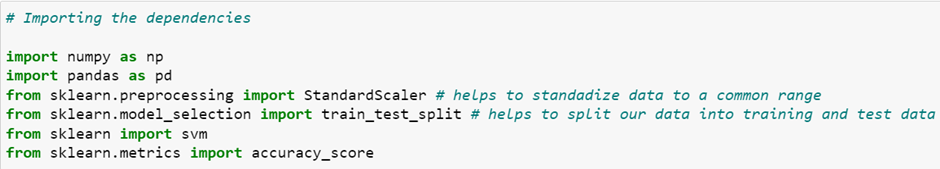 # Importing the dependencies
import numpy as np
import pandas as pd
from sklearn.preprocessing import StandardScaler # helps to standadize data to a common range
from sklearn.model_selection import train_test_split # helps to split our data into training and test data
from sklearn import svm
from sklearn.metrics import accuracy_score